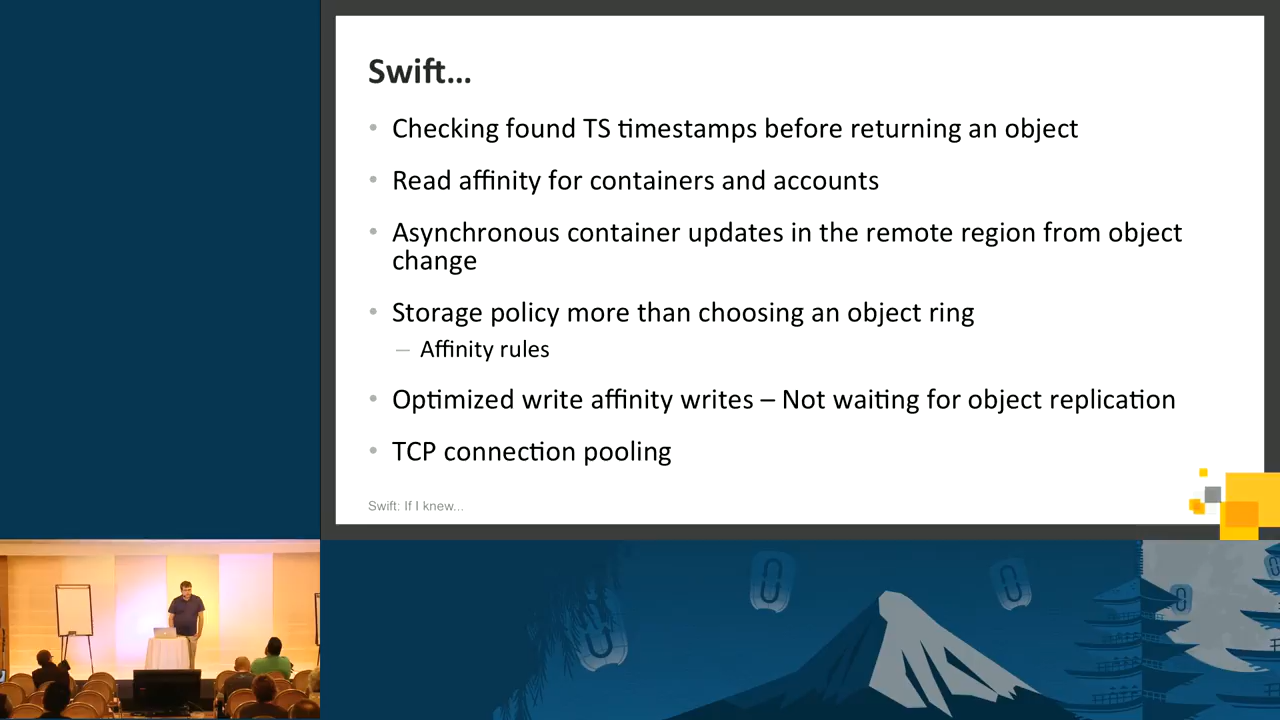 Swift...
• Checking found TS timestamps before returning an object
• Read affinity for containers and accounts
• Asynchronous container updates in the remote region from object
change
• Storage policy more than choosing an object ring
– Affinity rules
• Optimized write affinity writes – Not waiting for object replication
• TCP connection pooling
Swift: If I knew...